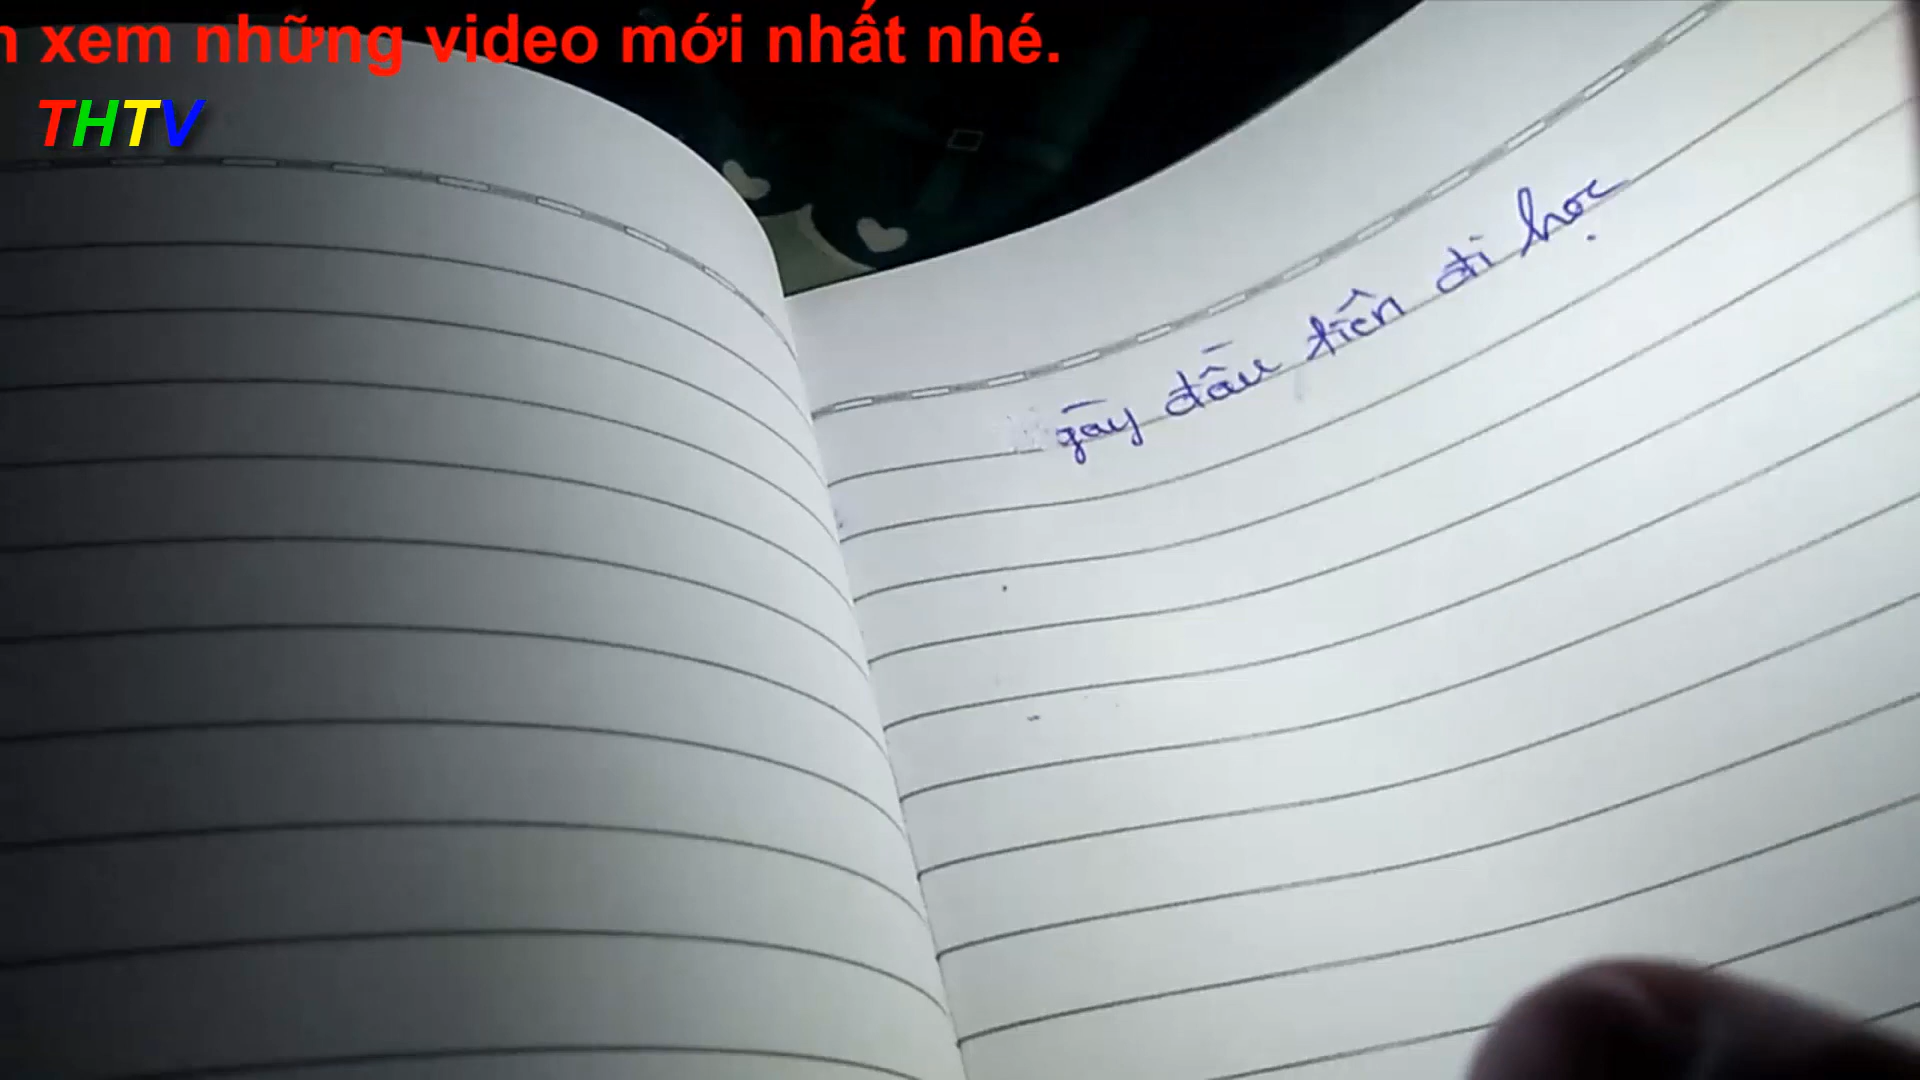 n xem những video mới nhất nhé.
THTV
gày đầu tiên đi học